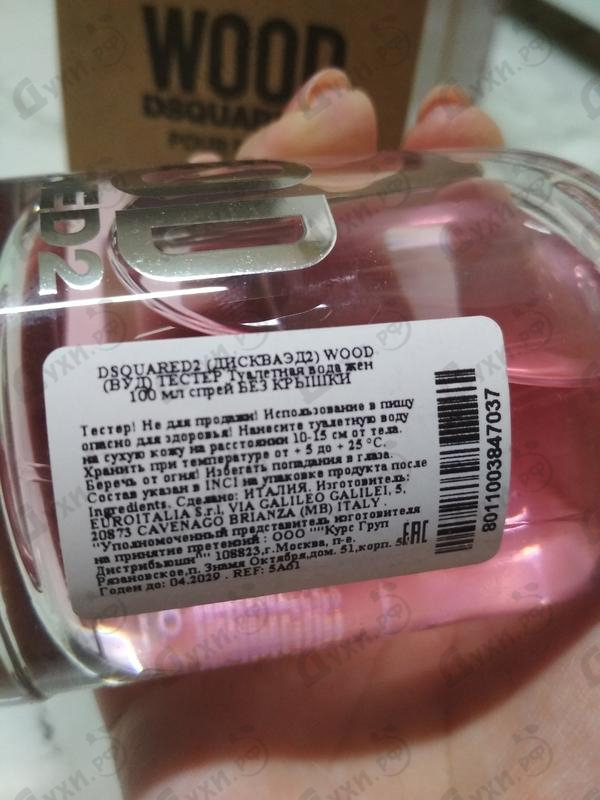 WOOD
DSQUAR
POUR
ED2
OD
DSQUARED2 (ДИСКВАЭД2) WOOD
(ВУД) ТЕСТЕР Туалетная вода жен
100 мл спрей БЕЗ КРЫШКИ
Тестер! Не для продажи! Использование в пищу
опасно для здоровья! Нанесите туалетную воду
на сухую кожу на расстоянии 10-15 см от тела.
Хранить при температуре от + 5 до + 25 °C.
Беречь от огня! Избегать попадания в глаза.
Состав указан в INCI на упаковке продукта после
Ingredients. Сделано: ИТАЛИЯ. Изготовитель:
EUROITALIA S.r.l, VIA GALILEO GALILEI, 5,
20873 CAVENAGO BRIANZA (MB) ITALY .
"Уполномоченный представитель изготовителя
на принятие претензий : ООО ""Курс Груп
Дистрибьюшн"" 108823,г.Москва, п-е.
Рязановское,п. Знамя Октября,дом. 51,корп. 5
Годен до: 04.2029 . REF: 5A61
EAC
8011003847037
Духи.рф